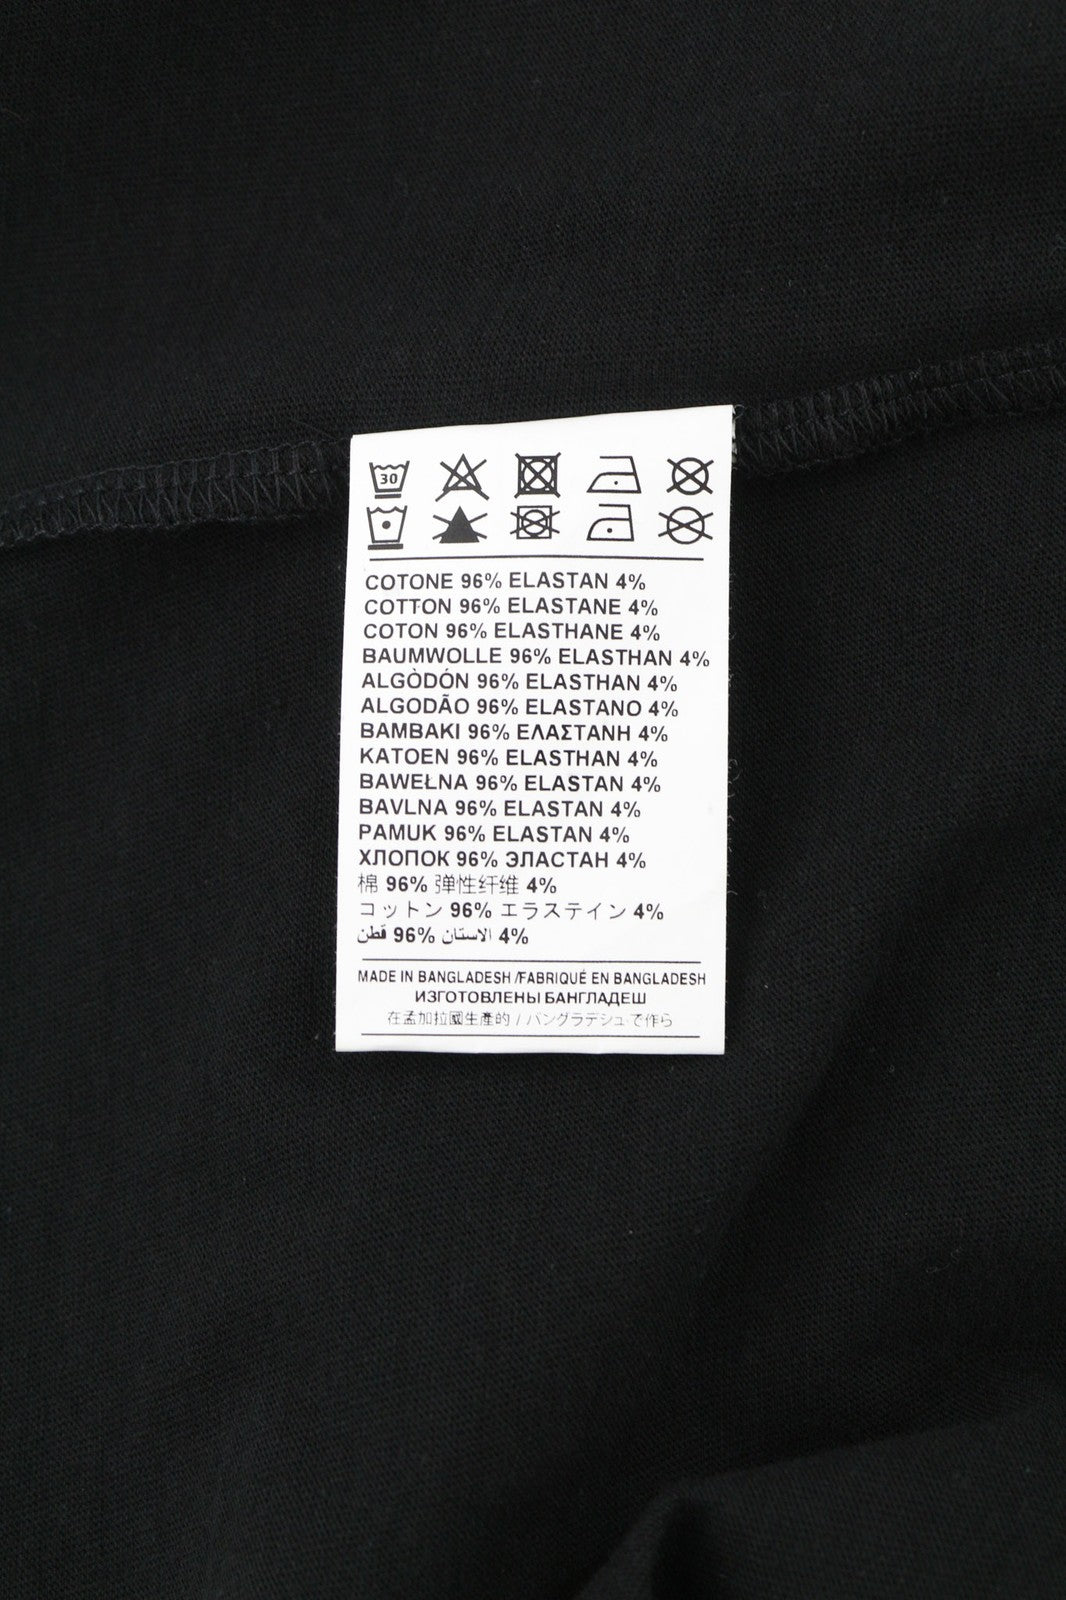 30
COTONE 96% ELASTAN 4%
COTTON 96% ELASTANE 4%
COTON 96% ELASTHANE 4%
BAUMWOLLE 96% ELASTHAN 4%
ALGÒDÓN 96% ELASTHAN 4%
ALGODÃO 96% ELASTANO 4%
BAMBAKI 96% ΕΛΑΣΤΑΝΗ 4%
KATOEN 96% ELASTHAN 4%
BAWEŁNA 96% ELASTAN 4%
BAVLNA 96% ELASTAN 4%
PAMUK 96% ELASTAN 4%
ХЛОПОК 96% ЭЛАСТАН 4%
棉 96% 弹性纤维 4%
コットン 96% エラステイン 4%
قطن 96% الاستان 4%
MADE IN BANGLADESH /FABRIQUÉ EN BANGLADESH
ИЗГОТОВЛЕНЫ БАНГЛАДЕШ
在孟加拉國生產的 / バングラデシュで作ら